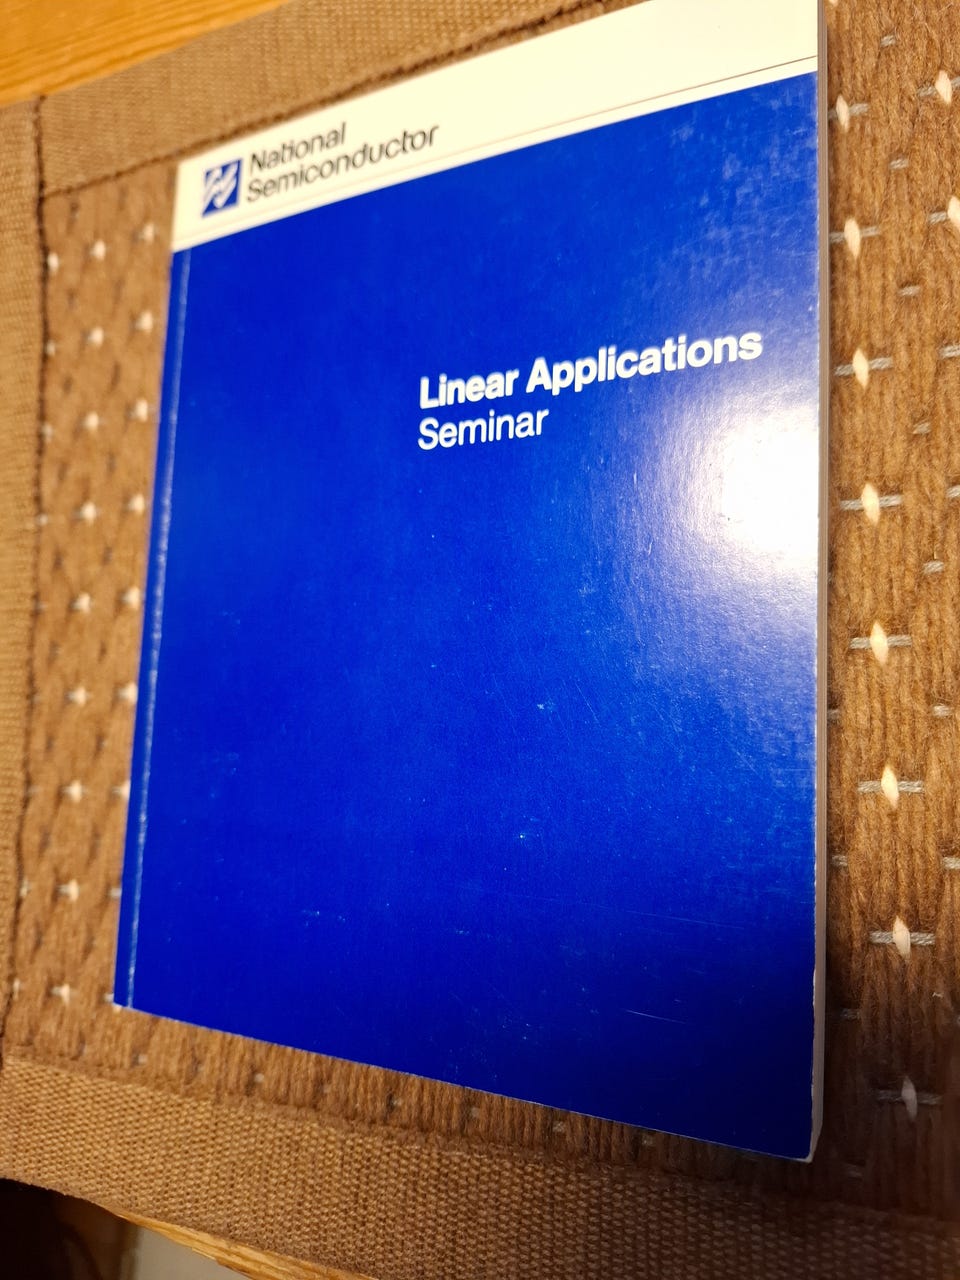 National
Semiconductor
Linear Applications
Seminar